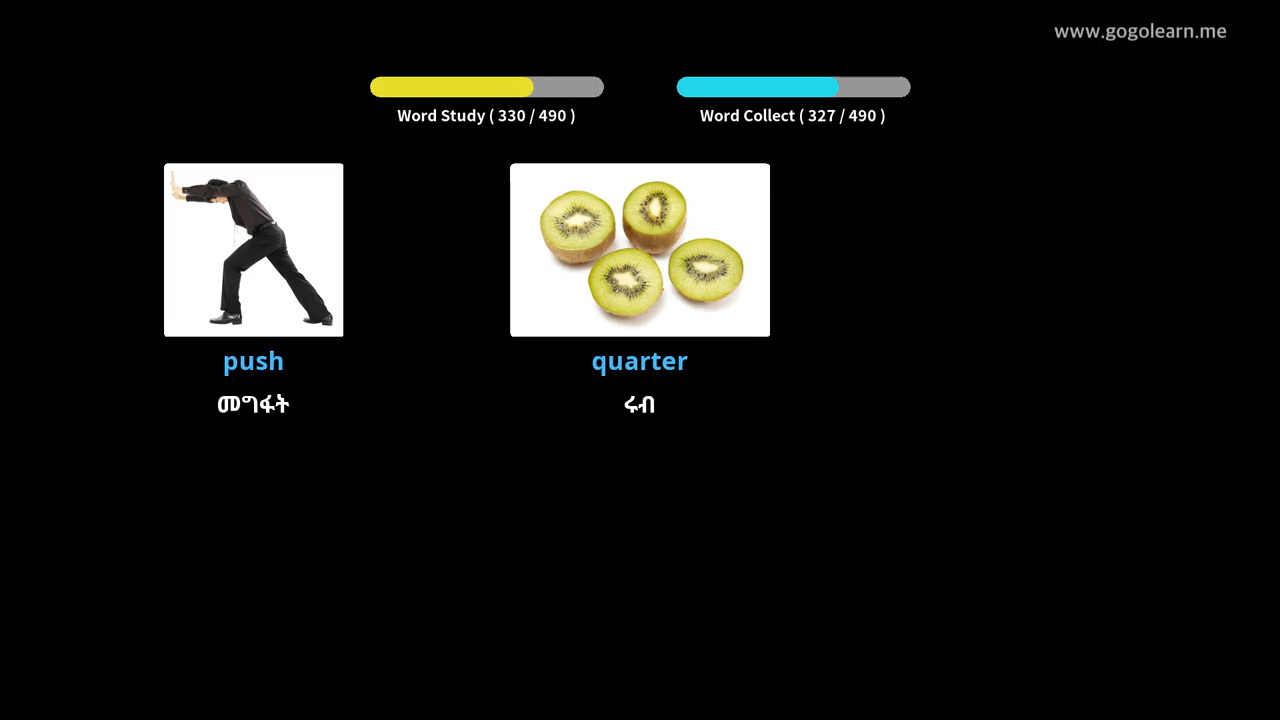 www.gogolearn.me
Word Study ( 330 / 490 )
Word Collect ( 327 / 490 )
push
quarter
መግፋት
ሩብ